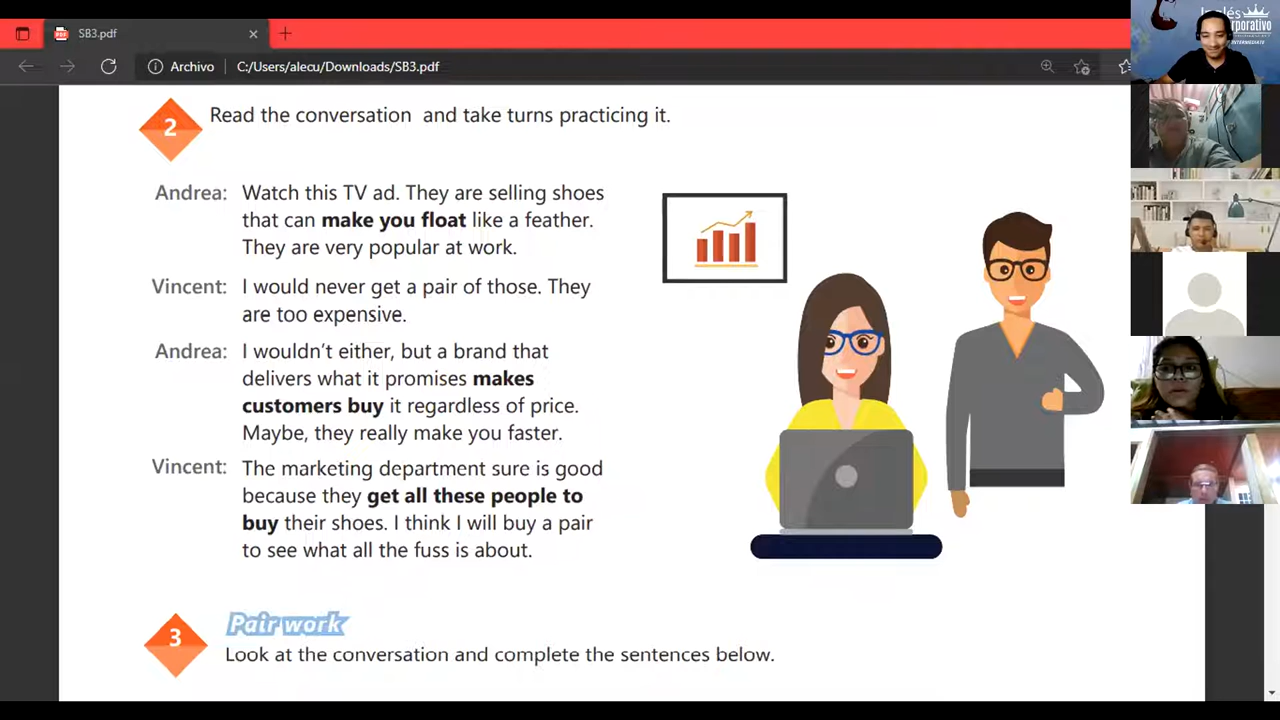 SB3.pdf
Archivo
C:/Users/alecu/Downloads/SB3.pdf
Inglés
orporativo
INTERMEDIATE
2
Read the conversation and take turns practicing it.
Andrea: Watch this TV ad. They are selling shoes
that can make you float like a feather.
They are very popular at work.
Vincent: I would never get a pair of those. They
are too expensive.
Andrea: I wouldn't either, but a brand that
delivers what it promises makes
customers buy it regardless of price.
Maybe, they really make you faster.
Vincent: The marketing department sure is good
because they get all these people to
buy their shoes. I think I will buy a pair
to see what all the fuss is about.
3
Pair work
Look at the conversation and complete the sentences below.